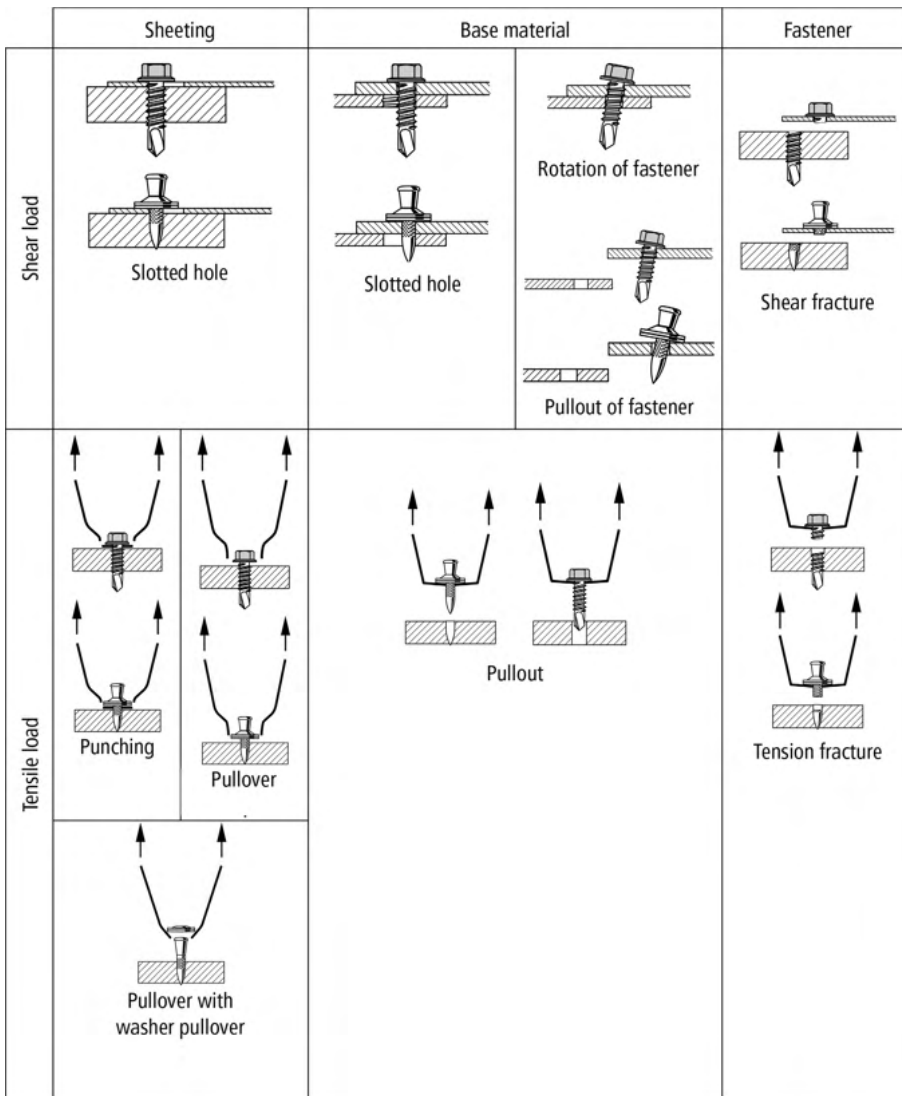 Sheeting
Base material
Fastener
Shear load
Slotted hole
Slotted hole
Rotation of fastener
Pullout of fastener
Shear fracture
Tensile load
Punching
Pullover
Pullout
Tension fracture
Pullover with
washer pullover